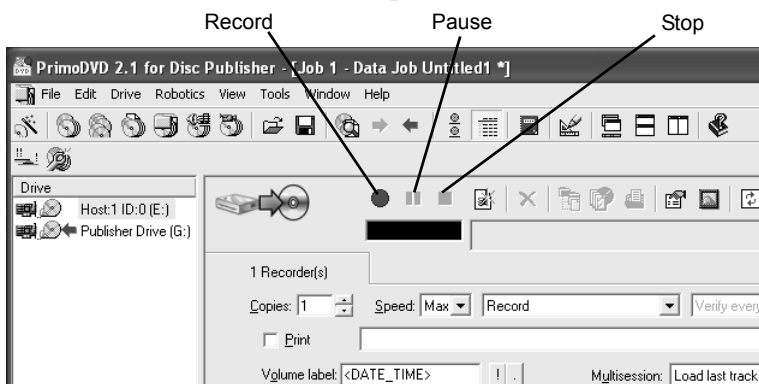 Record Pause Stop
PrimoDVD 2.1 for Disc Publisher - [Job 1 - Data Job Untitled1 *]
File Edit Drive Robotics View Tools Window Help
Drive
Host:1 ID:0 (E:)
Publisher Drive (G:)
1 Recorder(s)
Copies: 1 Speed: Max Record Verify every
Print
Volume label: <DATE_TIME> ! . Multisession: Load last track